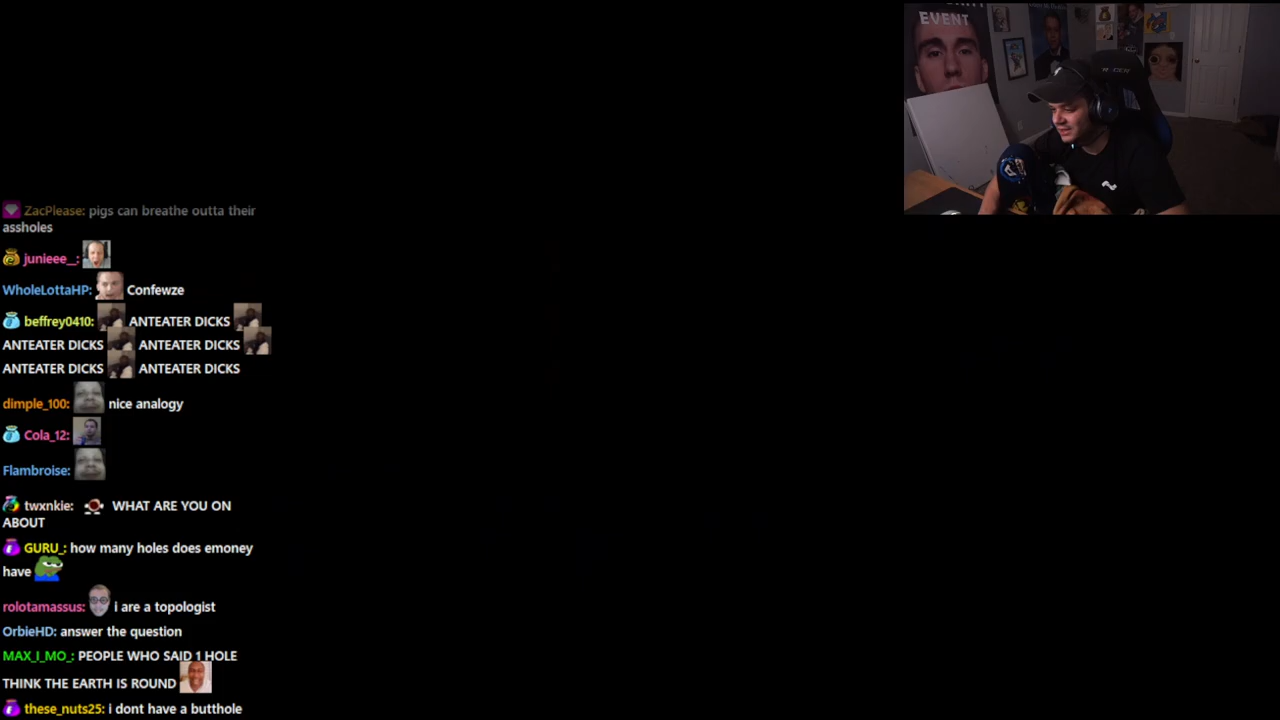 EVENT
ZacPlease: pigs can breathe outta their
assholes
junieee__:
WholeLottaHP: Confewze
beffrey0410: ANTEATER DICKS
ANTEATER DICKS ANTEATER DICKS
ANTEATER DICKS ANTEATER DICKS
dimple_100: nice analogy
Cola_12:
Flambroise:
twxnkie: WHAT ARE YOU ON
ABOUT
GURU_: how many holes does emoney
have
rolotamassus: i are a topologist
OrbieHD: answer the question
MAX_I_MO_: PEOPLE WHO SAID 1 HOLE
THINK THE EARTH IS ROUND
these_nuts25: i dont have a butthole